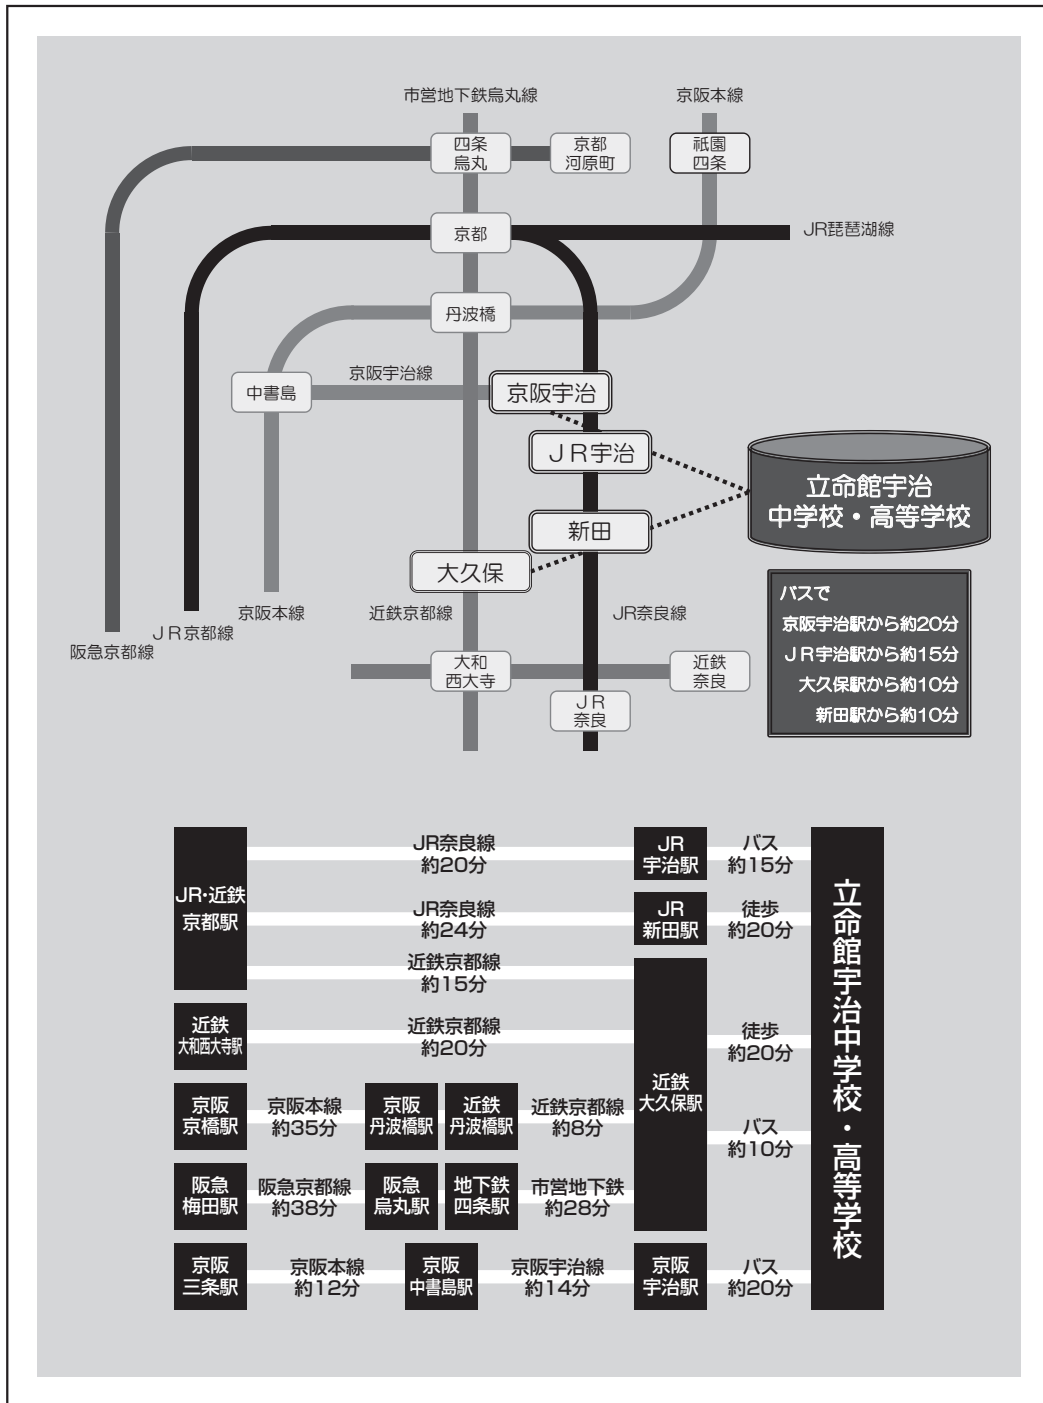 市営地下鉄烏丸線
京阪本線
四条
烏丸
京都
河原町
祇園
四条
京都
JR琵琶湖線
丹波橋
京阪宇治線
中書島
京阪宇治
ＪＲ宇治
立命館宇治
中学校・高等学校
新田
大久保
バスで
京阪宇治駅から約20分
ＪＲ宇治駅から約15分
大久保駅から約10分
新田駅から約10分
京阪本線
近鉄京都線
JR奈良線
ＪＲ京都線
阪急京都線
大和
西大寺
近鉄
奈良
ＪＲ
奈良
JR・近鉄
京都駅
JR奈良線
約20分
JR
宇治駅
バス
約15分
JR奈良線
約24分
JR
新田駅
徒歩
約20分
近鉄京都線
約15分
近鉄
大和西大寺駅
近鉄京都線
約20分
近鉄
大久保駅
徒歩
約20分
バス
約10分
京阪
京橋駅
京阪本線
約35分
京阪
丹波橋駅
近鉄
丹波橋駅
近鉄京都線
約8分
阪急
梅田駅
阪急京都線
約38分
阪急
烏丸駅
地下鉄
四条駅
市営地下鉄
約28分
京阪
三条駅
京阪本線
約12分
京阪
中書島駅
京阪宇治線
約14分
京阪
宇治駅
バス
約20分
立命館宇治中学校・高等学校